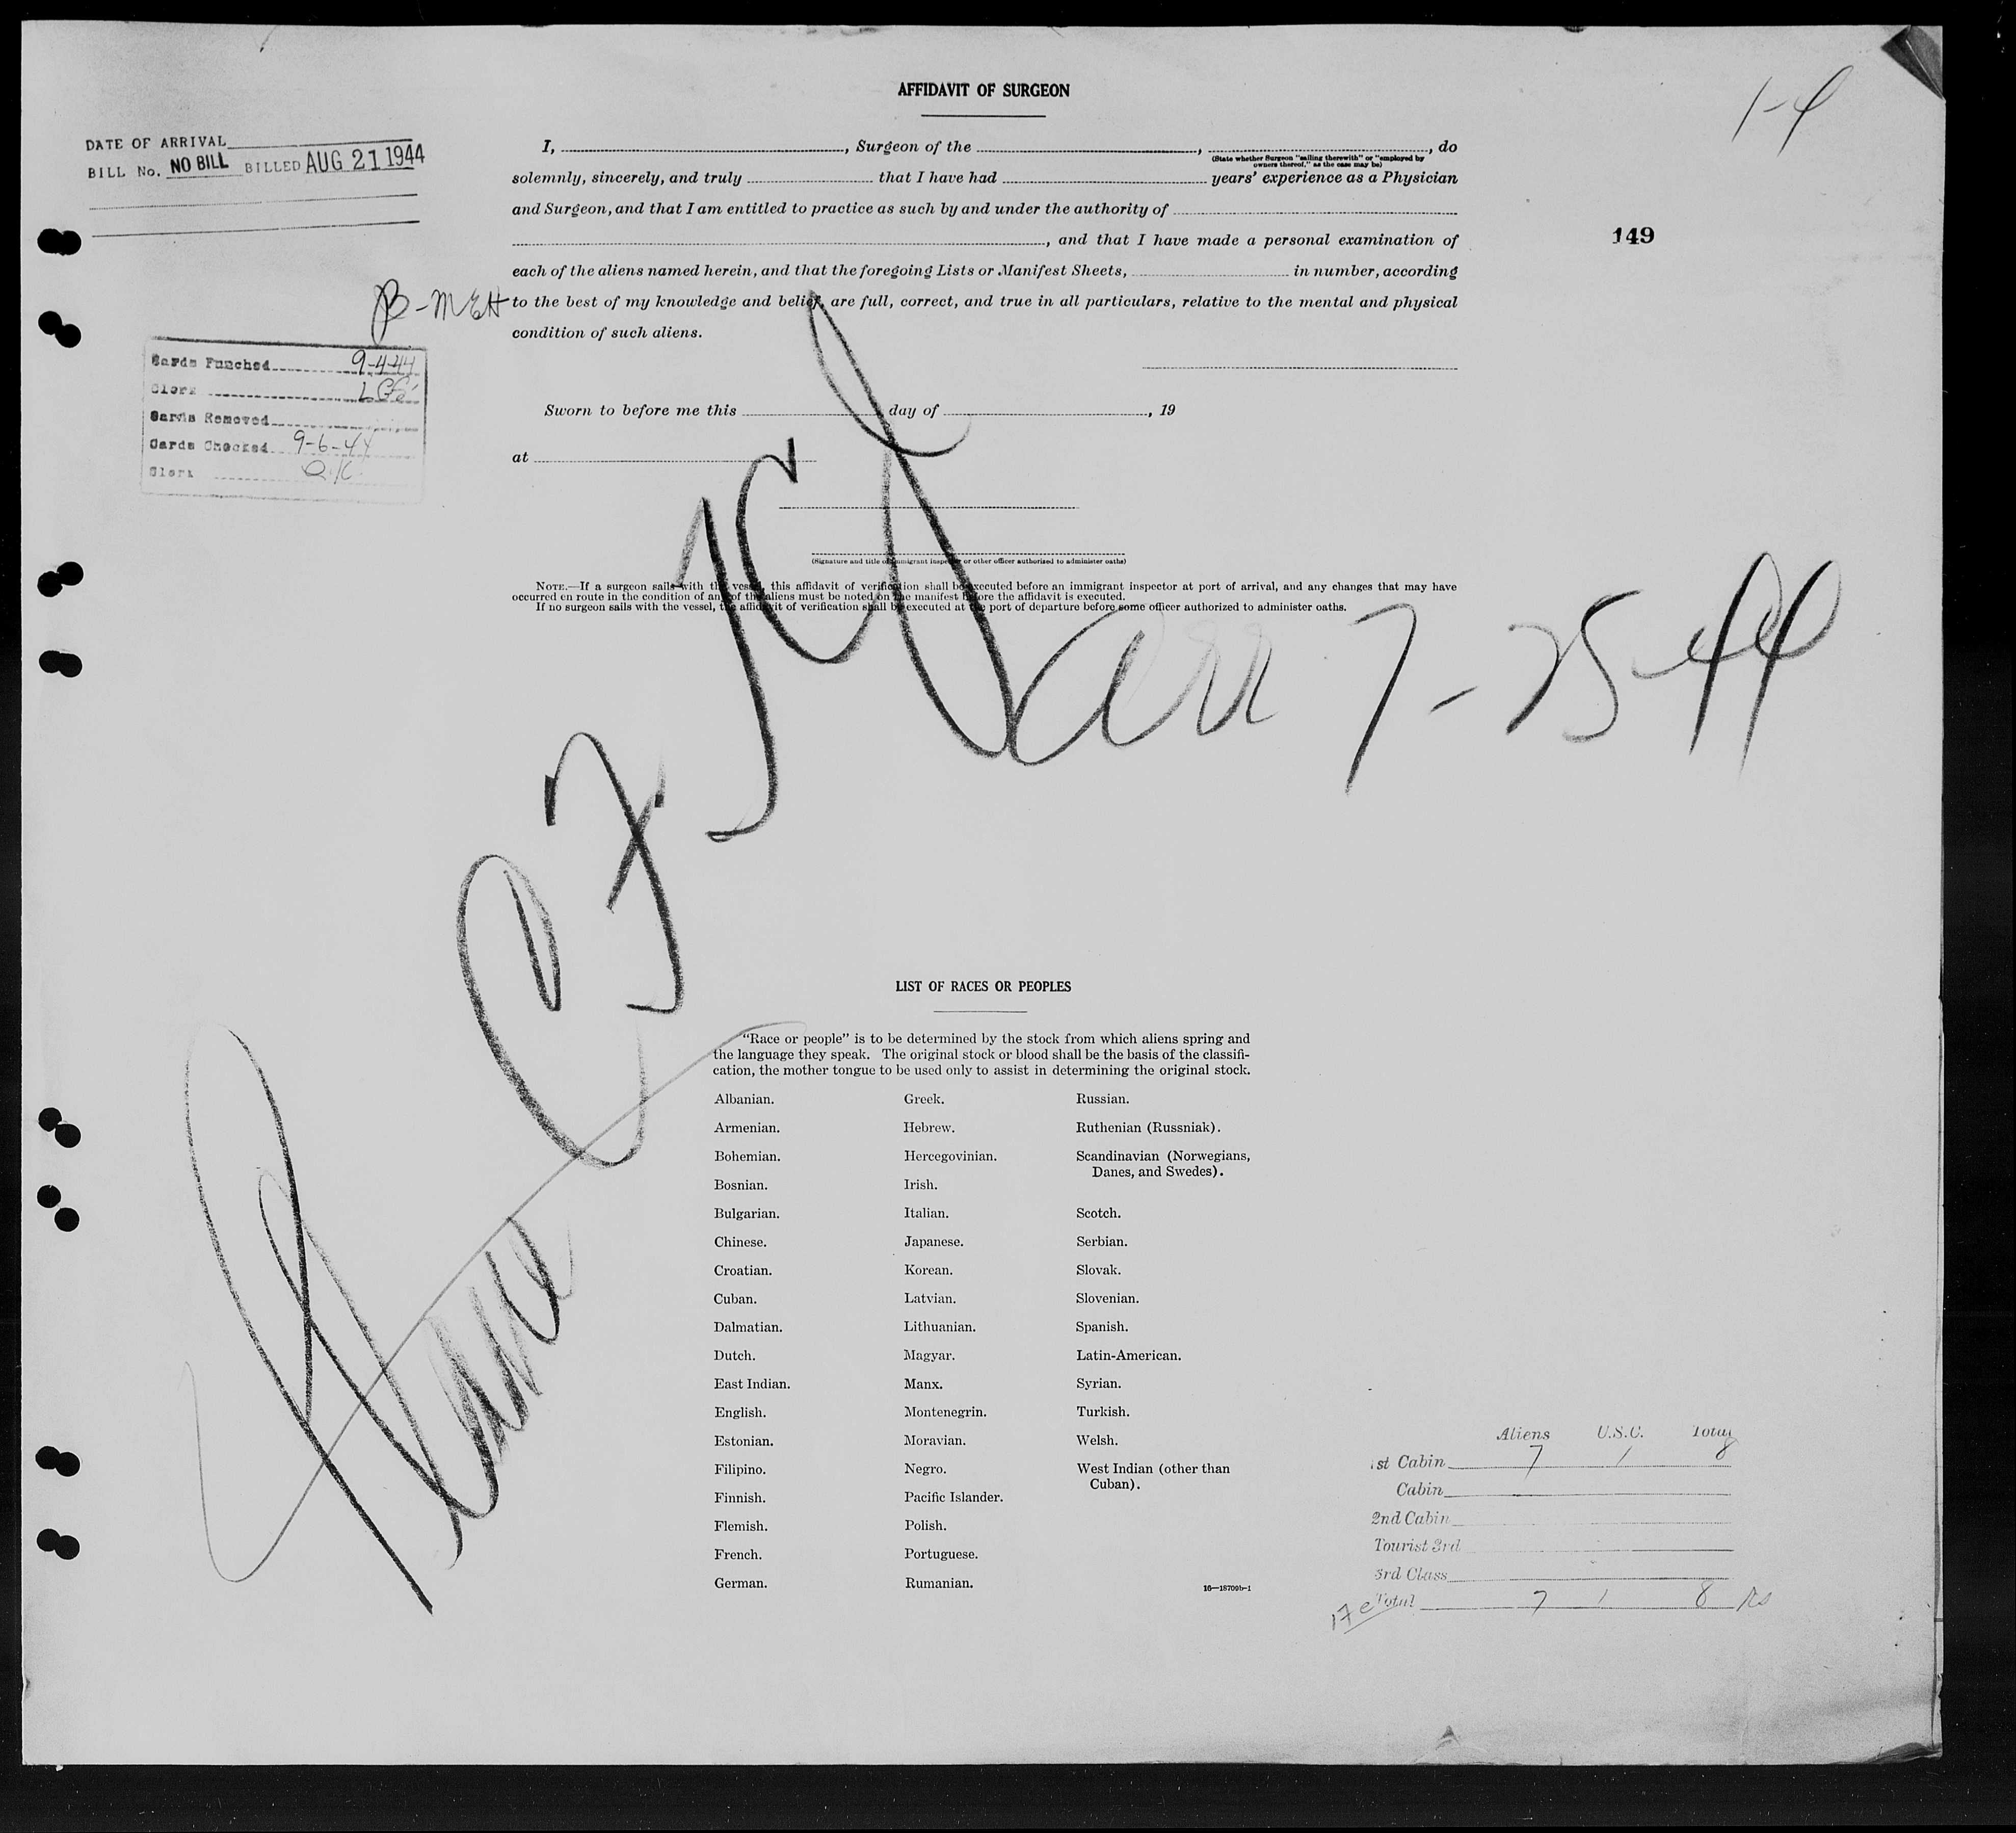 AFFIDAVIT OF SURGEON
1-4
DATE OF ARRIVAL
BILL No. NO BILL BILLED AUG 21 1944
I, , Surgeon of the , , do
(State whether Surgeon "sailing therewith" or "employed by owners thereof," as the case may be)
solemnly, sincerely, and truly that I have had years' experience as a Physician
and Surgeon, and that I am entitled to practice as such by and under the authority of
, and that I have made a personal examination of
149
each of the aliens named herein, and that the foregoing Lists or Manifest Sheets, in number, according
to the best of my knowledge and belief, are full, correct, and true in all particulars, relative to the mental and physical
condition of such aliens.
Cards Punched 9-4-44
Clerk
Cards Removed
Cards Checked 9-6-44
Clerk
Sworn to before me this day of , 19
at
(Signature and title of immigrant inspector or other officer authorized to administer oaths)
NOTE.—If a surgeon sails with the vessel, this affidavit of verification shall be executed before an immigrant inspector at port of arrival, and any changes that may have
occurred en route in the condition of any of the aliens must be noted on the manifest before the affidavit is executed.
If no surgeon sails with the vessel, the affidavit of verification shall be executed at the port of departure before some officer authorized to administer oaths.
arr 7-25-44
LIST OF RACES OR PEOPLES
"Race or people" is to be determined by the stock from which aliens spring and
the language they speak. The original stock or blood shall be the basis of the classifi-
cation, the mother tongue to be used only to assist in determining the original stock.
Albanian. Greek. Russian.
Armenian. Hebrew. Ruthenian (Russniak).
Bohemian. Hercegovinian. Scandinavian (Norwegians,
Danes, and Swedes).
Bosnian. Irish.
Bulgarian. Italian. Scotch.
Chinese. Japanese. Serbian.
Croatian. Korean. Slovak.
Cuban. Latvian. Slovenian.
Dalmatian. Lithuanian. Spanish.
Dutch. Magyar. Latin-American.
East Indian. Manx. Syrian.
English. Montenegrin. Turkish.
Estonian. Moravian. Welsh.
Filipino. Negro. West Indian (other than
Cuban).
Finnish. Pacific Islander.
Flemish. Polish.
French. Portuguese.
German. Rumanian.
16—18709b-1
Aliens U.S.C. Total
1st Cabin 7 1 8
Cabin
2nd Cabin
Tourist 3rd
3rd Class
Total 7 1 8